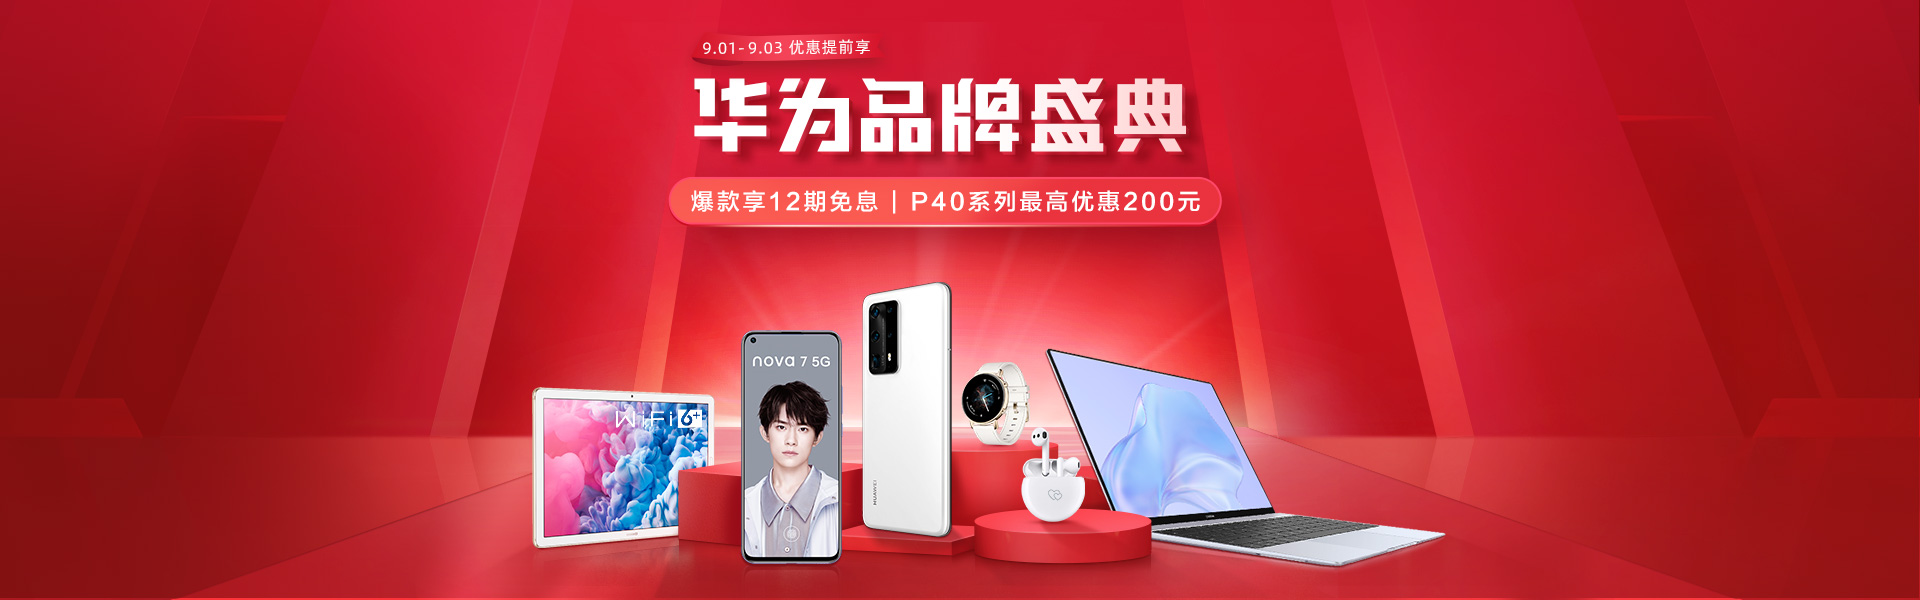 9.01-9.03 优惠提前享
华为品牌盛典
爆款享12期免息 | P40系列最高优惠200元
nova 7 5G
WiFi 6+
HUAWEI